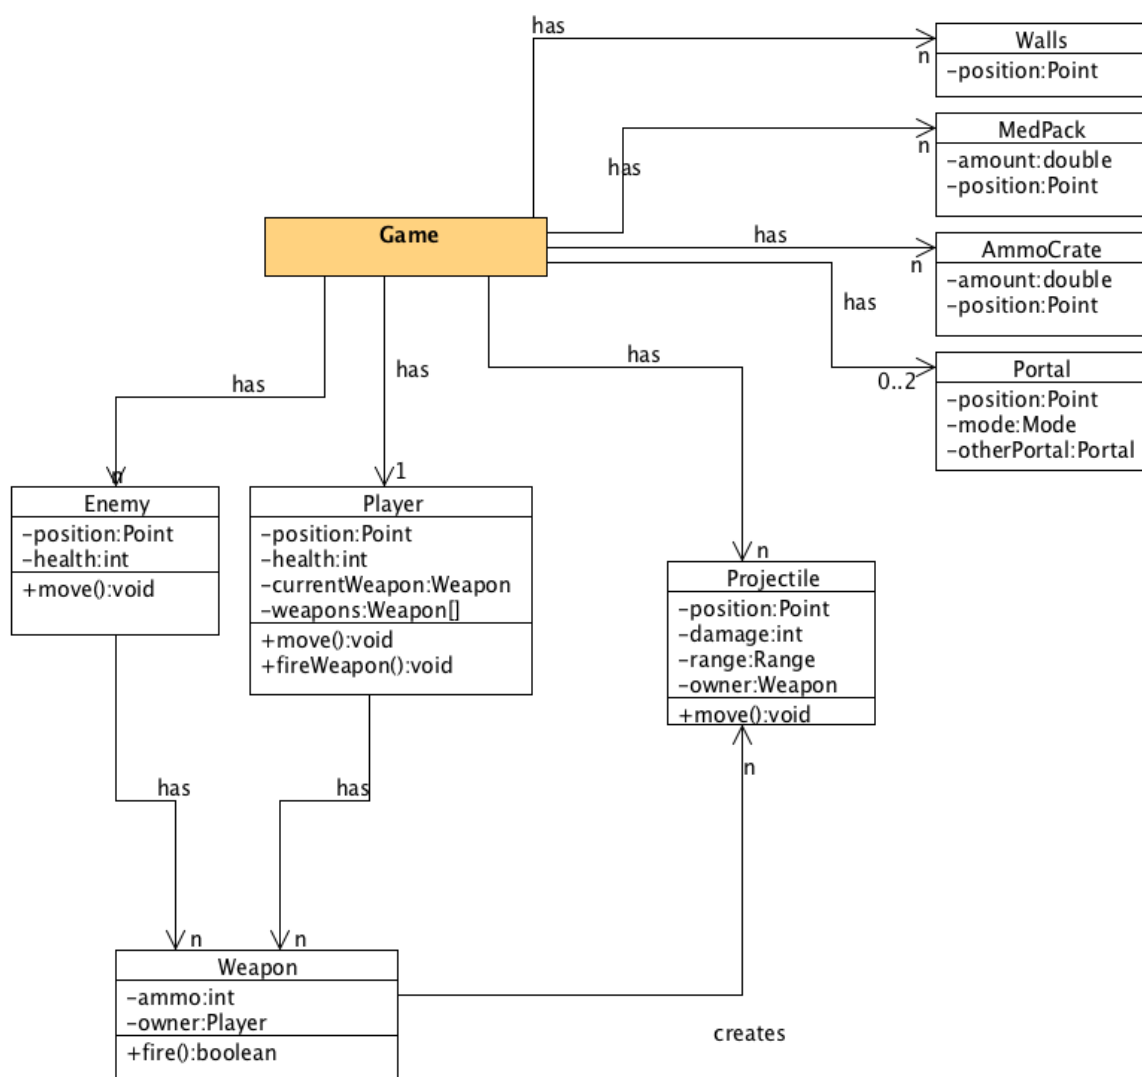 has
n
Walls
-position:Point
has
n
MedPack
-amount:double
-position:Point
Game
has
n
AmmoCrate
-amount:double
-position:Point
has
0..2
Portal
-position:Point
-mode:Mode
-otherPortal:Portal
has
n
Enemy
-position:Point
-health:int
+move():void
has
1
Player
-position:Point
-health:int
-currentWeapon:Weapon
-weapons:Weapon[]
+move():void
+fireWeapon():void
has
n
Projectile
-position:Point
-damage:int
-range:Range
-owner:Weapon
+move():void
n
has
n
has
n
Weapon
-ammo:int
-owner:Player
+fire():boolean
creates